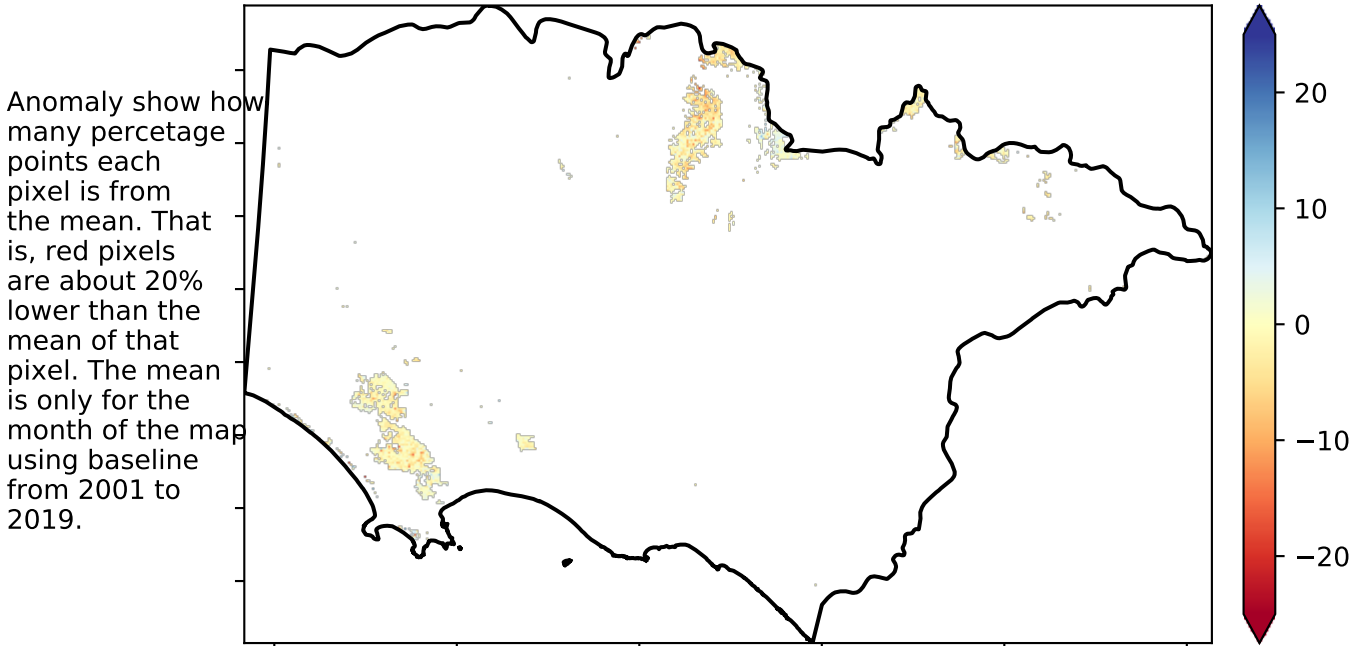 Anomaly show how
many percetage
points each
pixel is from
the mean. That
is, red pixels
are about 20%
lower than the
mean of that
pixel. The mean
is only for the
month of the map
using baseline
from 2001 to
2019.
20
10
0
−10
−20